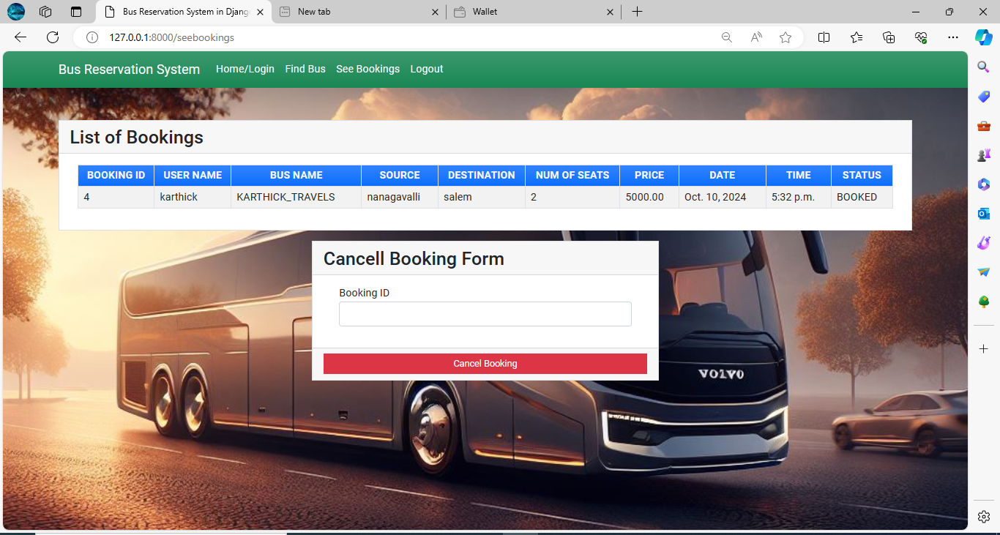 Bus Reservation System in Djang
New tab
Wallet
127.0.0.1:8000/seebookings
Bus Reservation System Home/Login Find Bus See Bookings Logout
List of Bookings
BOOKING ID USER NAME BUS NAME SOURCE DESTINATION NUM OF SEATS PRICE DATE TIME STATUS
4 karthick KARTHICK_TRAVELS nanagavalli salem 2 5000.00 Oct. 10, 2024 5:32 p.m. BOOKED
Cancell Booking Form
Booking ID
Cancel Booking
VOLVO